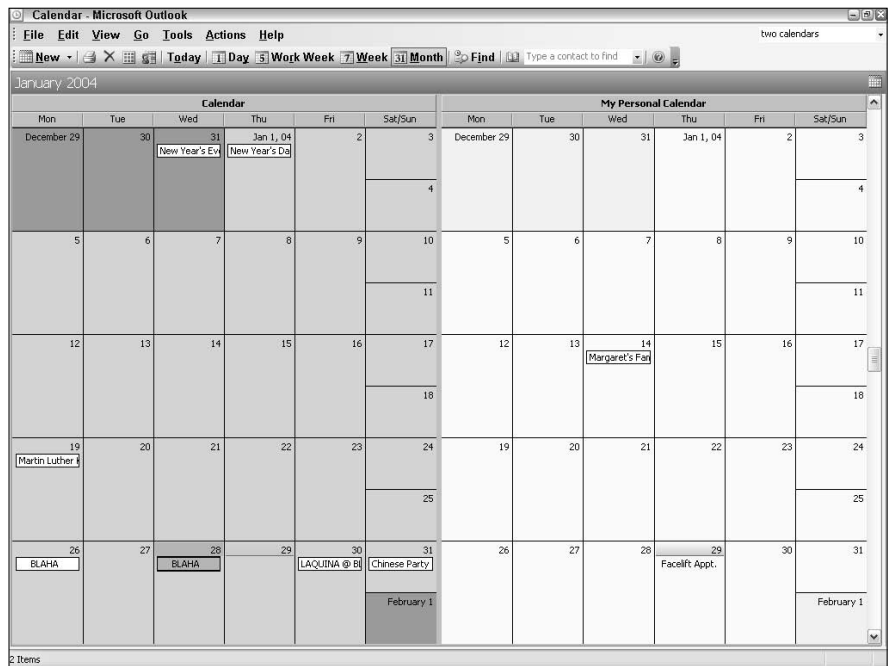 Calendar - Microsoft Outlook
File Edit View Go Tools Actions Help two calendars
New Today 1 Day 5 Work Week 7 Week 31 Month Find Type a contact to find
January 2004
Calendar My Personal Calendar
Mon Tue Wed Thu Fri Sat/Sun Mon Tue Wed Thu Fri Sat/Sun
December 29 30 31 Jan 1, 04 2 3 December 29 30 31 Jan 1, 04 2 3
New Year's Eve New Year's Da
4 4
5 6 7 8 9 10 5 6 7 8 9 10
11 11
12 13 14 15 16 17 12 13 14 15 16 17
Margaret's Fan
18 18
19 20 21 22 23 24 19 20 21 22 23 24
Martin Luther
25 25
26 27 28 29 30 31 26 27 28 29 30 31
BLAHA BLAHA LAQUINA @ Bl Chinese Party Facelift Appt.
February 1 February 1
2 Items